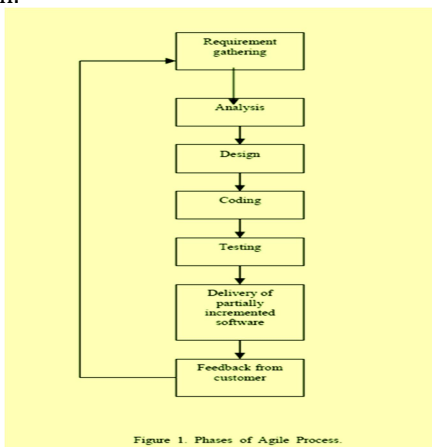 Requirement
gathering
Analysis
Design
Coding
Testing
Delivery of
partially
incremented
software
Feedback from
customer
Figure 1. Phases of Agile Process.